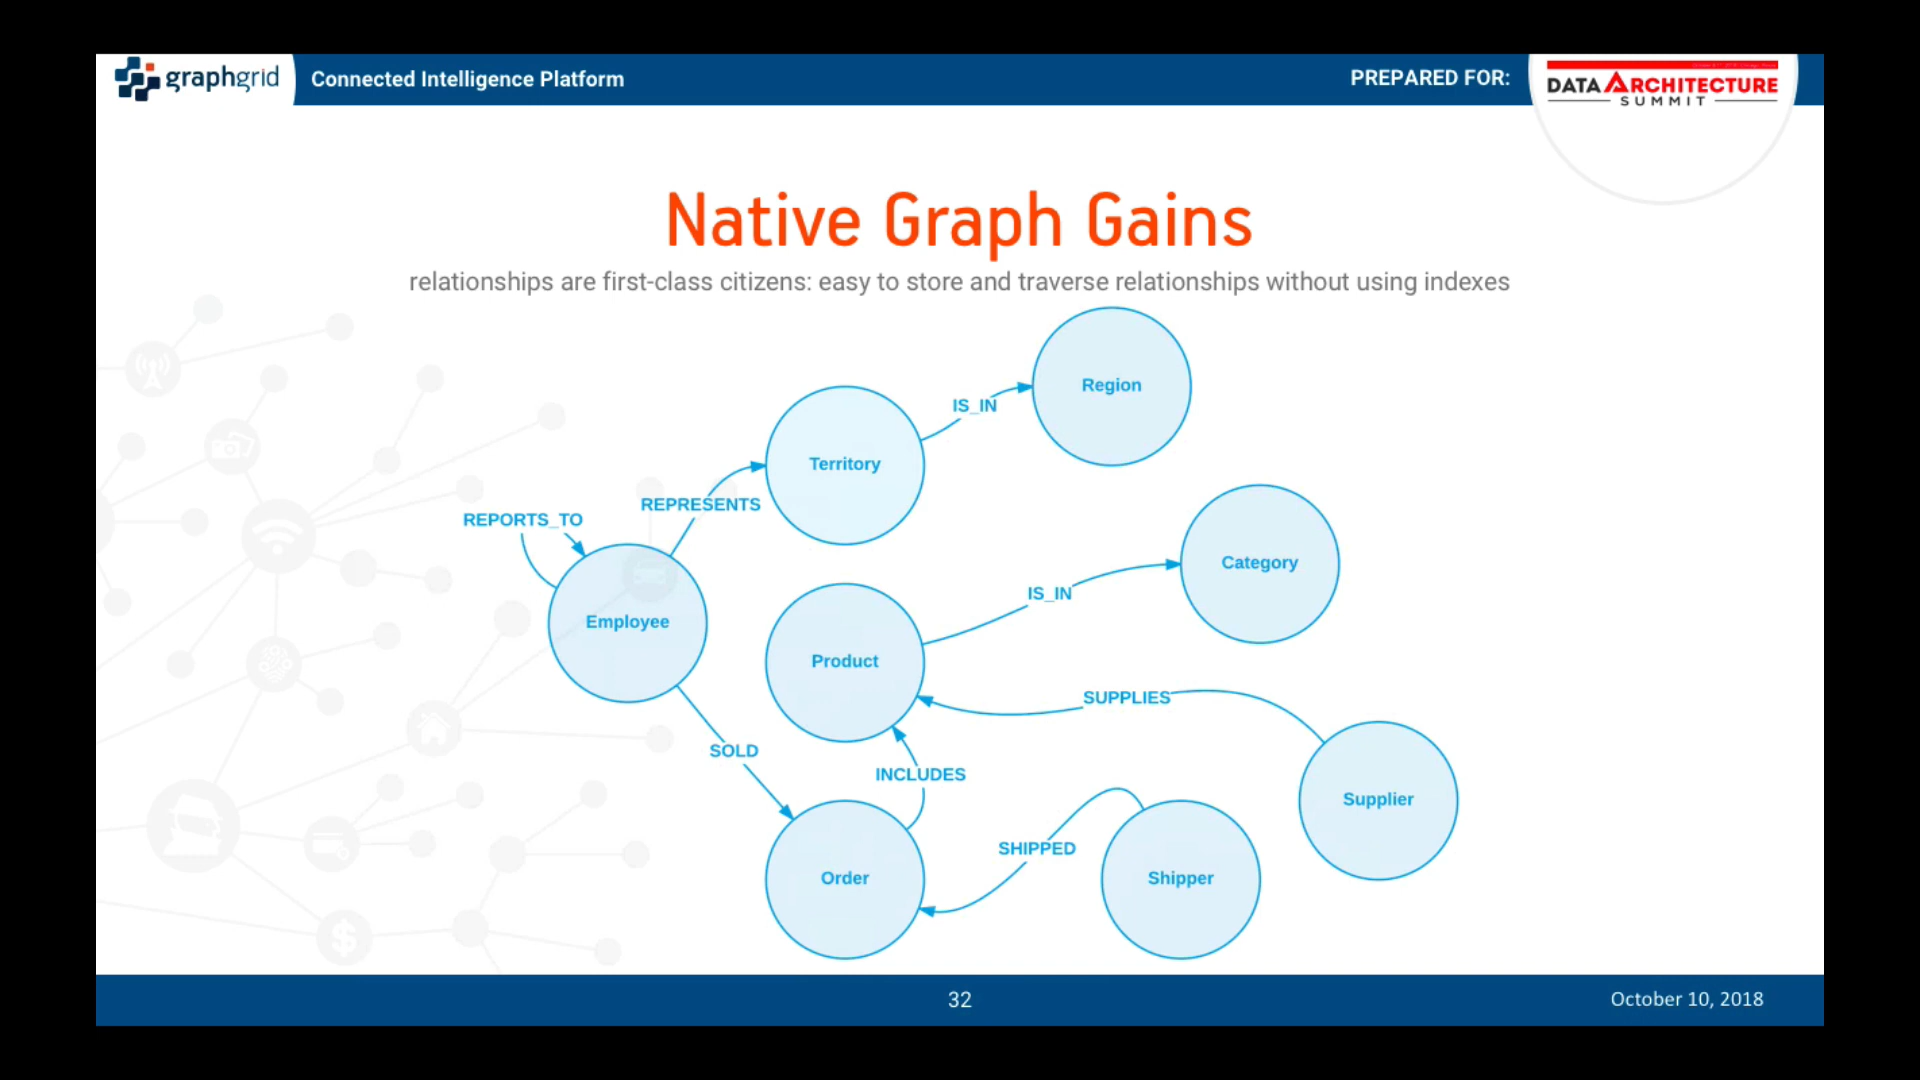 graphgrid
Connected Intelligence Platform
PREPARED FOR:
DATA ARCHITECTURE
SUMMIT
Native Graph Gains
relationships are first-class citizens: easy to store and traverse relationships without using indexes
Region
IS_IN
Territory
REPRESENTS
REPORTS_TO
Category
IS_IN
Employee
Product
SUPPLIES
SOLD
INCLUDES
Supplier
SHIPPED
Order
Shipper
32
October 10, 2018